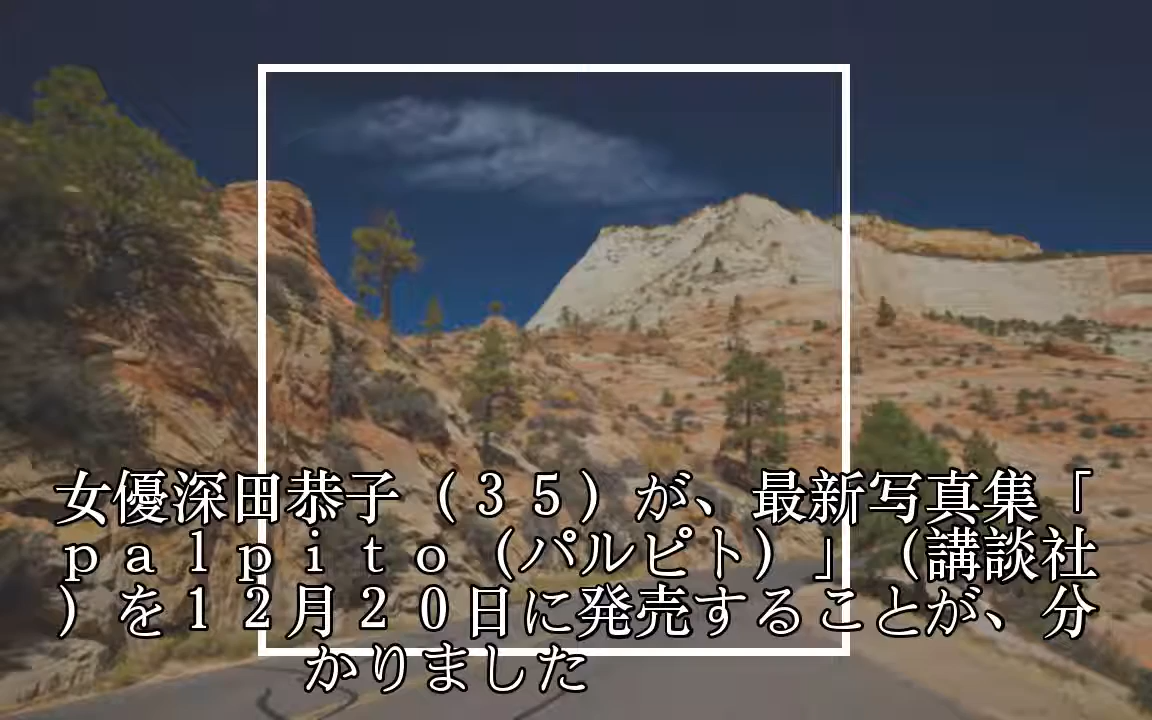 女優深田恭子（３５）が、最新写真集「
ｐａｌｐｉｔｏ（パルピト）」（講談社
）を１２月２０日に発売することが、分
かりました